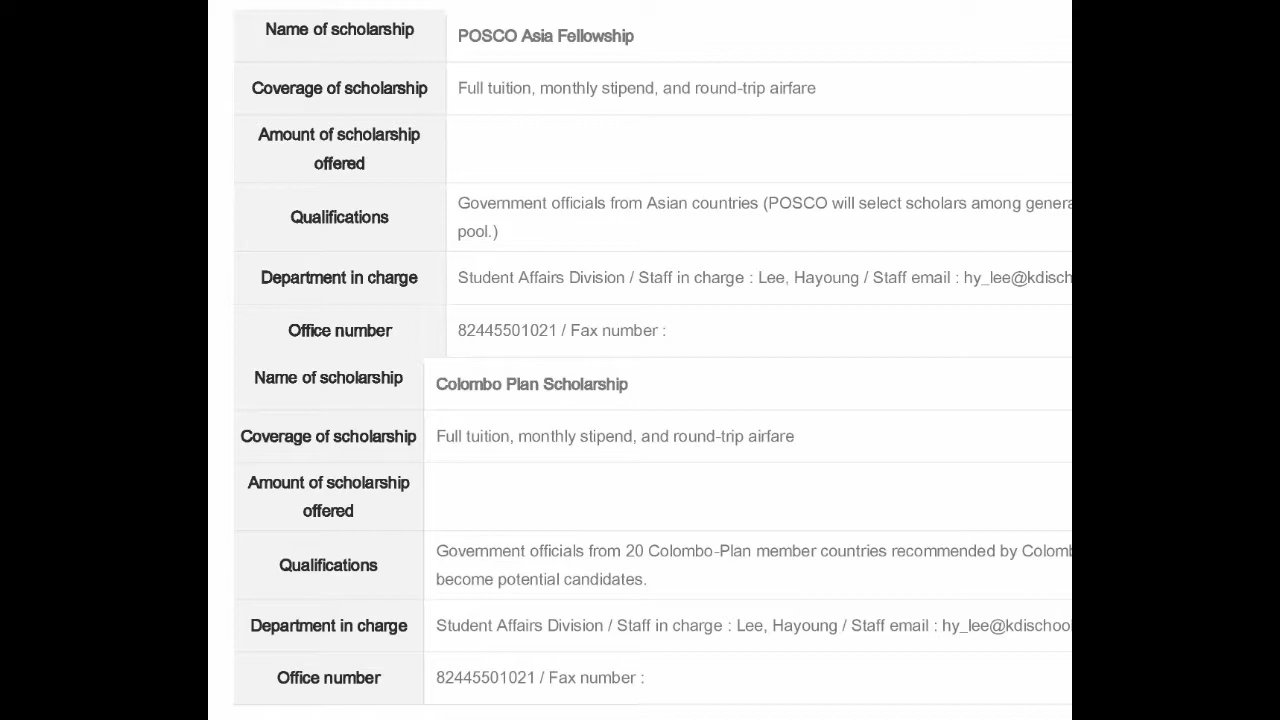 Name of scholarship
POSCO Asia Fellowship
Coverage of scholarship
Full tuition, monthly stipend, and round-trip airfare
Amount of scholarship
offered
Qualifications
Government officials from Asian countries (POSCO will select scholars among genera
pool.)
Department in charge
Student Affairs Division / Staff in charge : Lee, Hayoung / Staff email : hy_lee@kdisch
Office number
82445501021 / Fax number :
Name of scholarship
Colombo Plan Scholarship
Coverage of scholarship
Full tuition, monthly stipend, and round-trip airfare
Amount of scholarship
offered
Qualifications
Government officials from 20 Colombo-Plan member countries recommended by Colomb
become potential candidates.
Department in charge
Student Affairs Division / Staff in charge : Lee, Hayoung / Staff email : hy_lee@kdischool
Office number
82445501021 / Fax number :